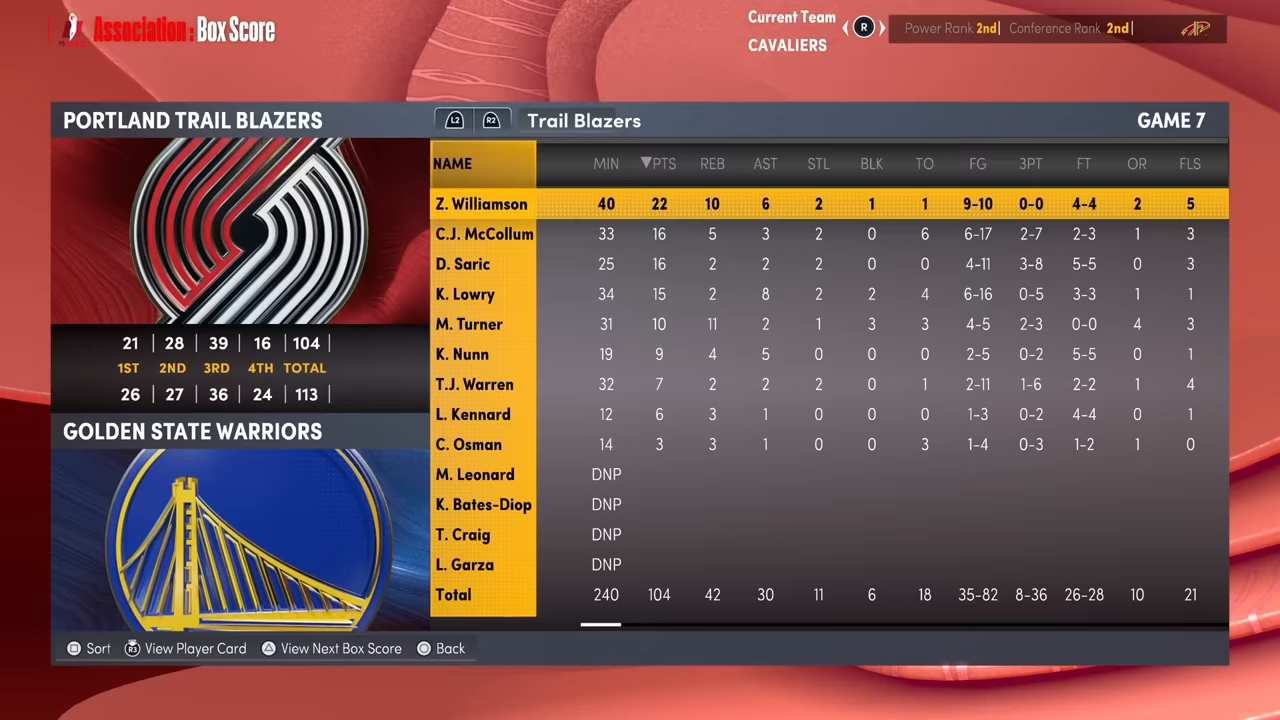 Association: Box Score
Current Team
CAVALIERS
R
Power Rank 2nd| Conference Rank 2nd|
PORTLAND TRAIL BLAZERS
L2 R2 Trail Blazers GAME 7
NAME MIN ▼PTS REB AST STL BLK TO FG 3PT FT OR FLS
Z. Williamson 40 22 10 6 2 1 1 9-10 0-0 4-4 2 5
C.J. McCollum 33 16 5 3 2 0 6 6-17 2-7 2-3 1 3
D. Saric 25 16 2 2 2 0 0 4-11 3-8 5-5 0 3
K. Lowry 34 15 2 8 2 2 4 6-16 0-5 3-3 1 1
M. Turner 31 10 11 2 1 3 3 4-5 2-3 0-0 4 3
K. Nunn 19 9 4 5 0 0 0 2-5 0-2 5-5 0 1
T.J. Warren 32 7 2 2 2 0 1 2-11 1-6 2-2 1 4
L. Kennard 12 6 3 1 0 0 0 1-3 0-2 4-4 0 1
C. Osman 14 3 3 1 0 0 3 1-4 0-3 1-2 1 0
M. Leonard DNP
K. Bates-Diop DNP
T. Craig DNP
L. Garza DNP
Total 240 104 42 30 11 6 18 35-82 8-36 26-28 10 21
21 | 28 | 39 | 16 | 104 |
1ST 2ND 3RD 4TH TOTAL
26 | 27 | 36 | 24 | 113 |
GOLDEN STATE WARRIORS
Sort R3 View Player Card View Next Box Score Back